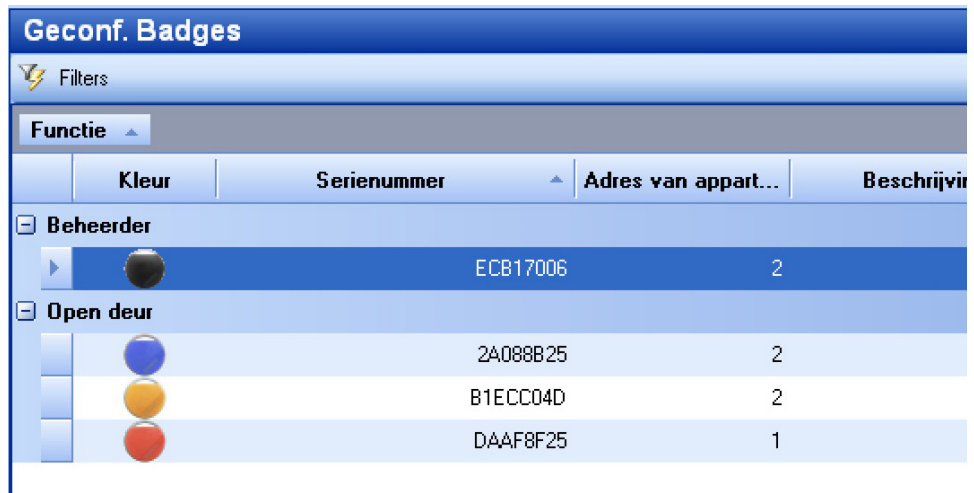 Geconf. Badges
Filters
Functie
Kleur Serienummer Adres van appart...
Beheerder
ECB17006 2
Open deur
2A088B25 2
B1ECC04D 2
DAAF8F25 1